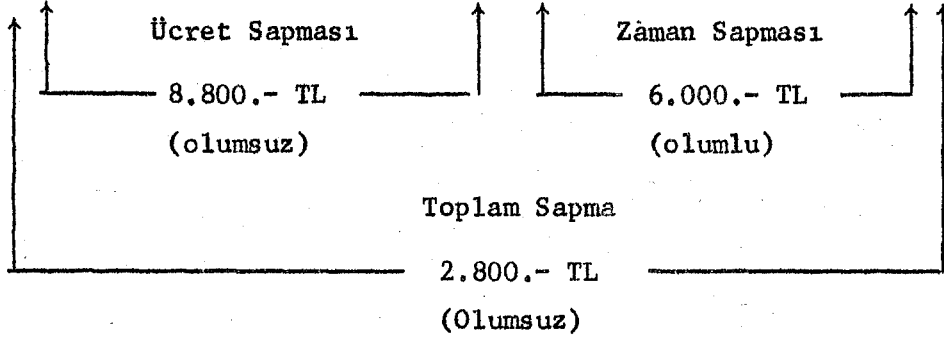 Ücret Sapması Zaman Sapması
8.800.- TL 6.000.- TL
(olumsuz) (olumlu)
Toplam Sapma
2.800.- TL
(Olumsuz)